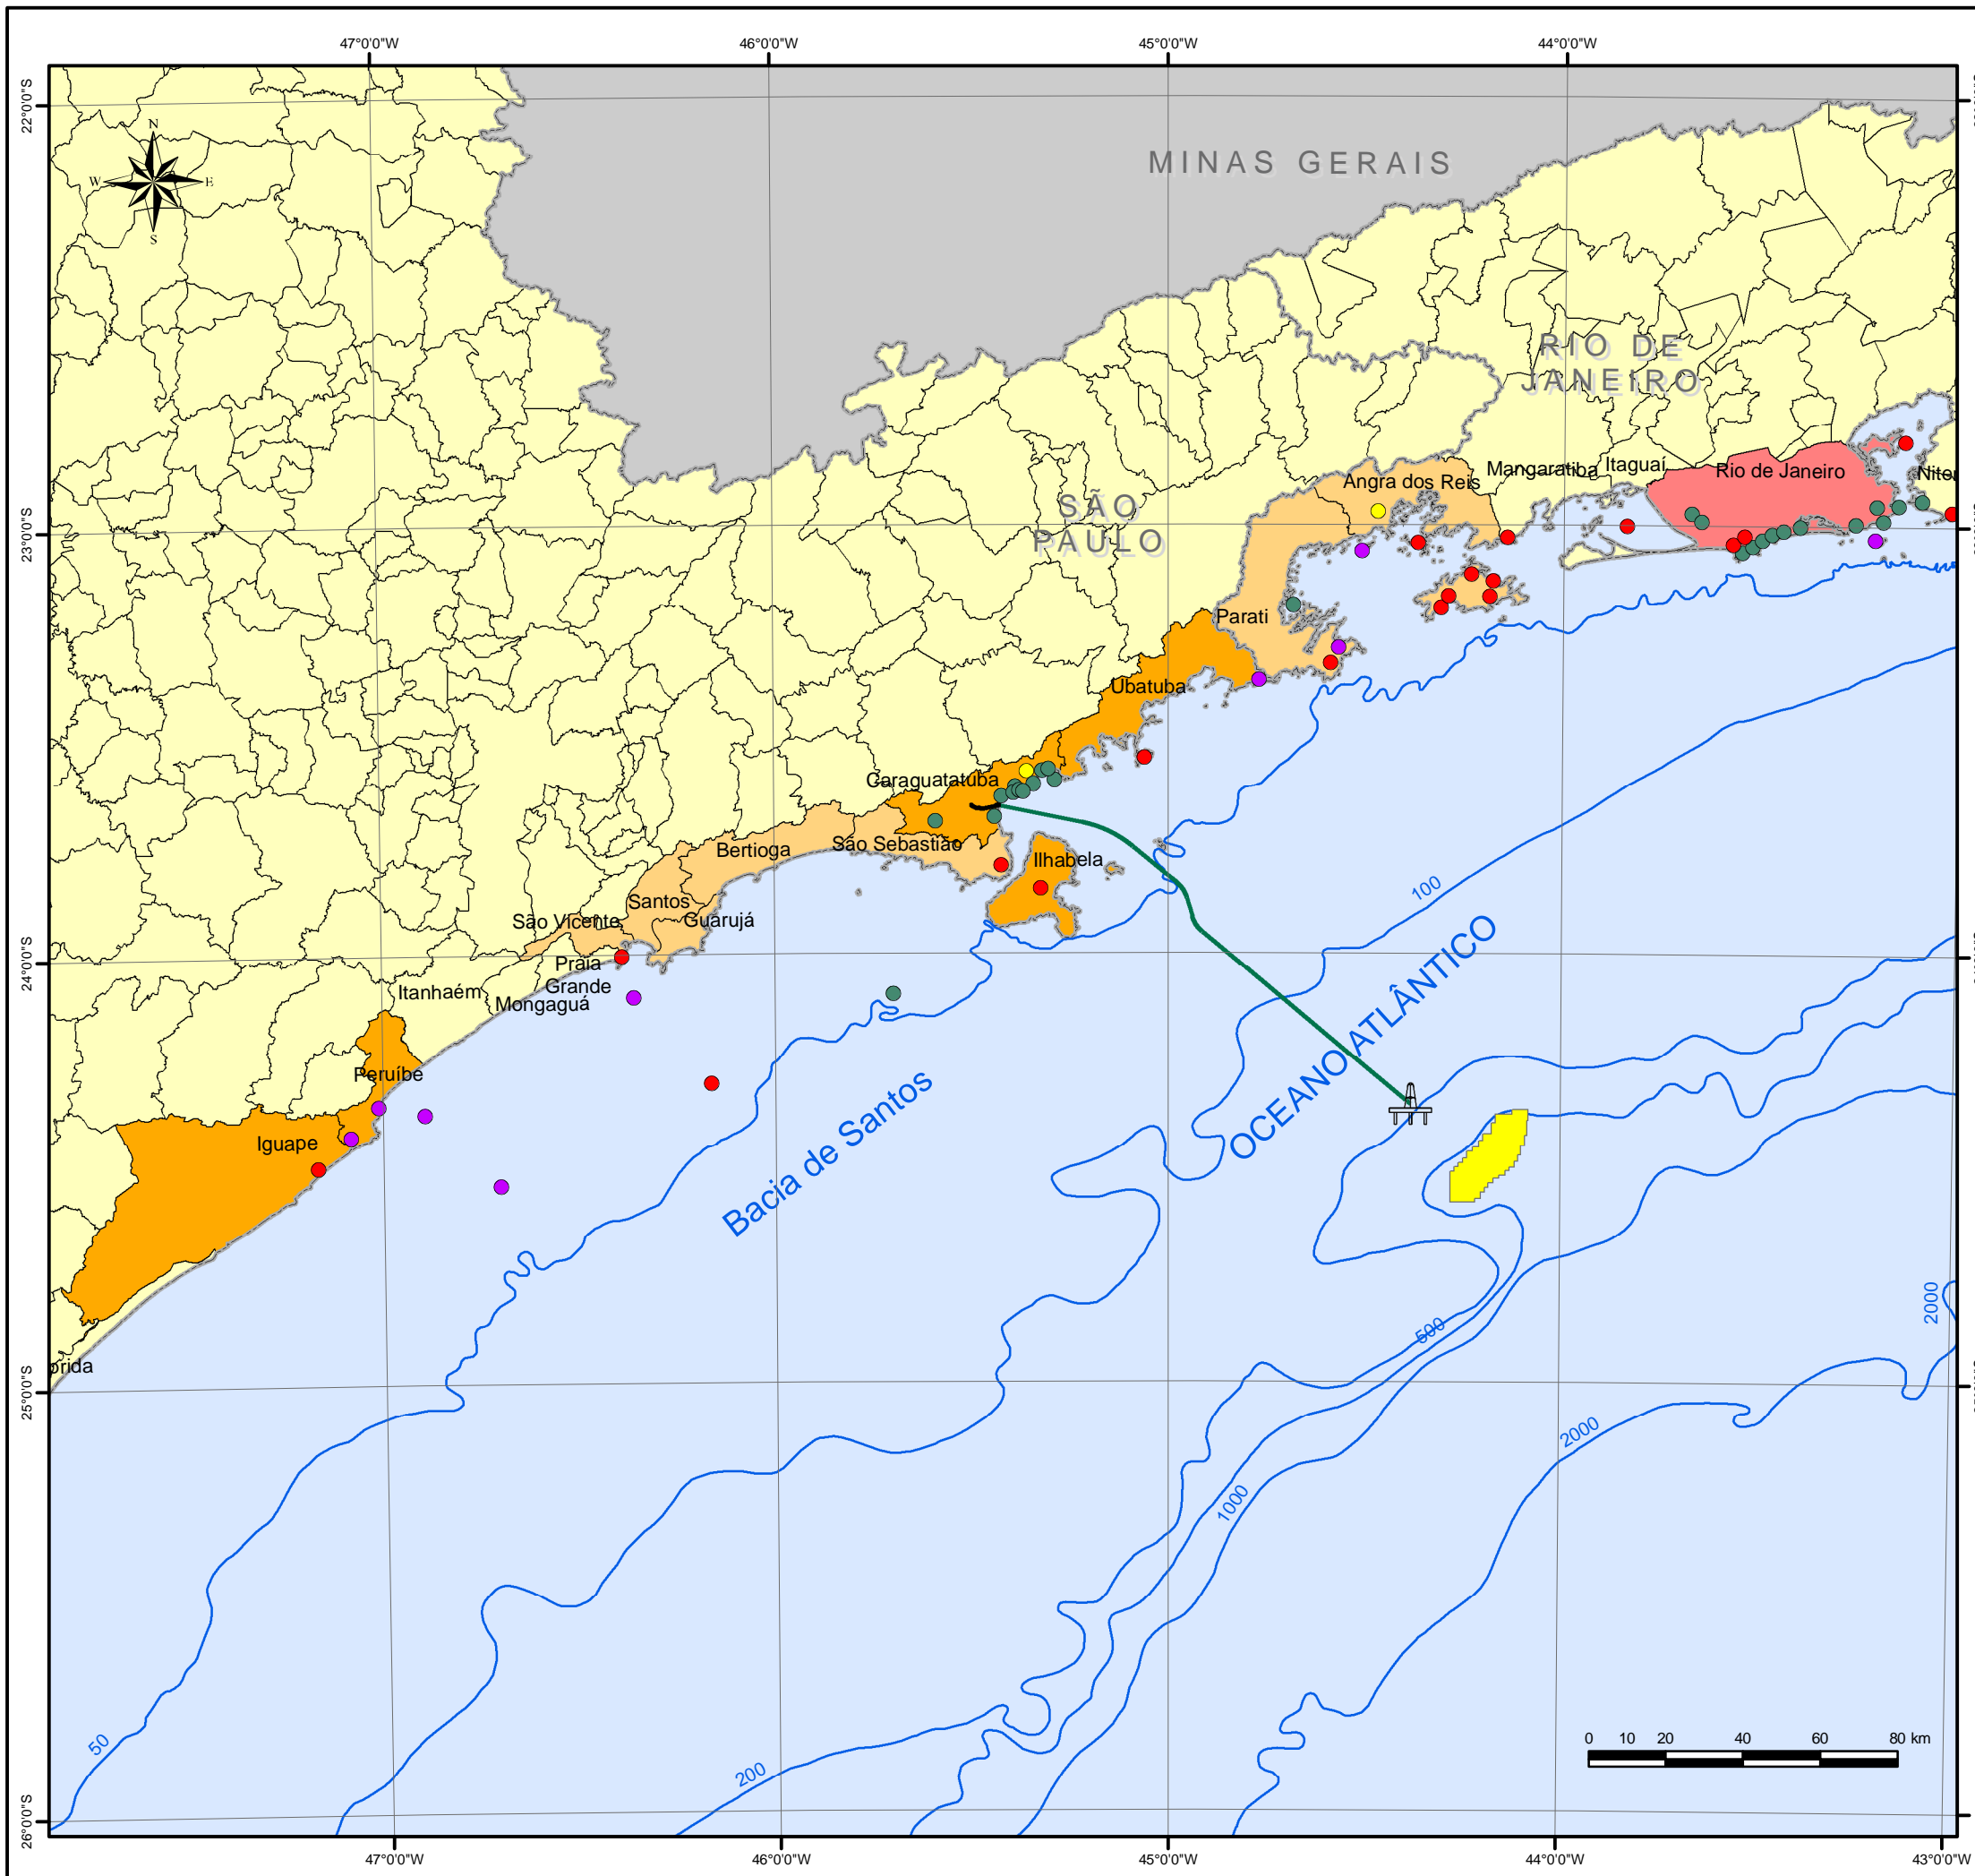 47°0'0"W
46°0'0"W
45°0'0"W
44°0'0"W
22°0'0"S
N
W
E
S
MINAS GERAIS
RIO DE
JANEIRO
SÃO
PAULO
Mangaratiba
Itaguaí
Rio de Janeiro
Angra dos Reis
23°0'0"S
Parati
Ubatuba
Caraguatatuba
São Sebastião
Bertioga
Ilhabela
Santos
São Vicente
Guarujá
100
24°0'0"S
Praia
Grande
Itanhaém
Mongaguá
OCEANO ATLÂNTICO
Peruíbe
Bacia de Santos
Iguape
2000
500
orida
25°0'0"S
2000
1000
50
200
0 10 20 40 60 80 km
26°0'0"S
47°0'0"W
46°0'0"W
45°0'0"W
44°0'0"W
43°0'0"W